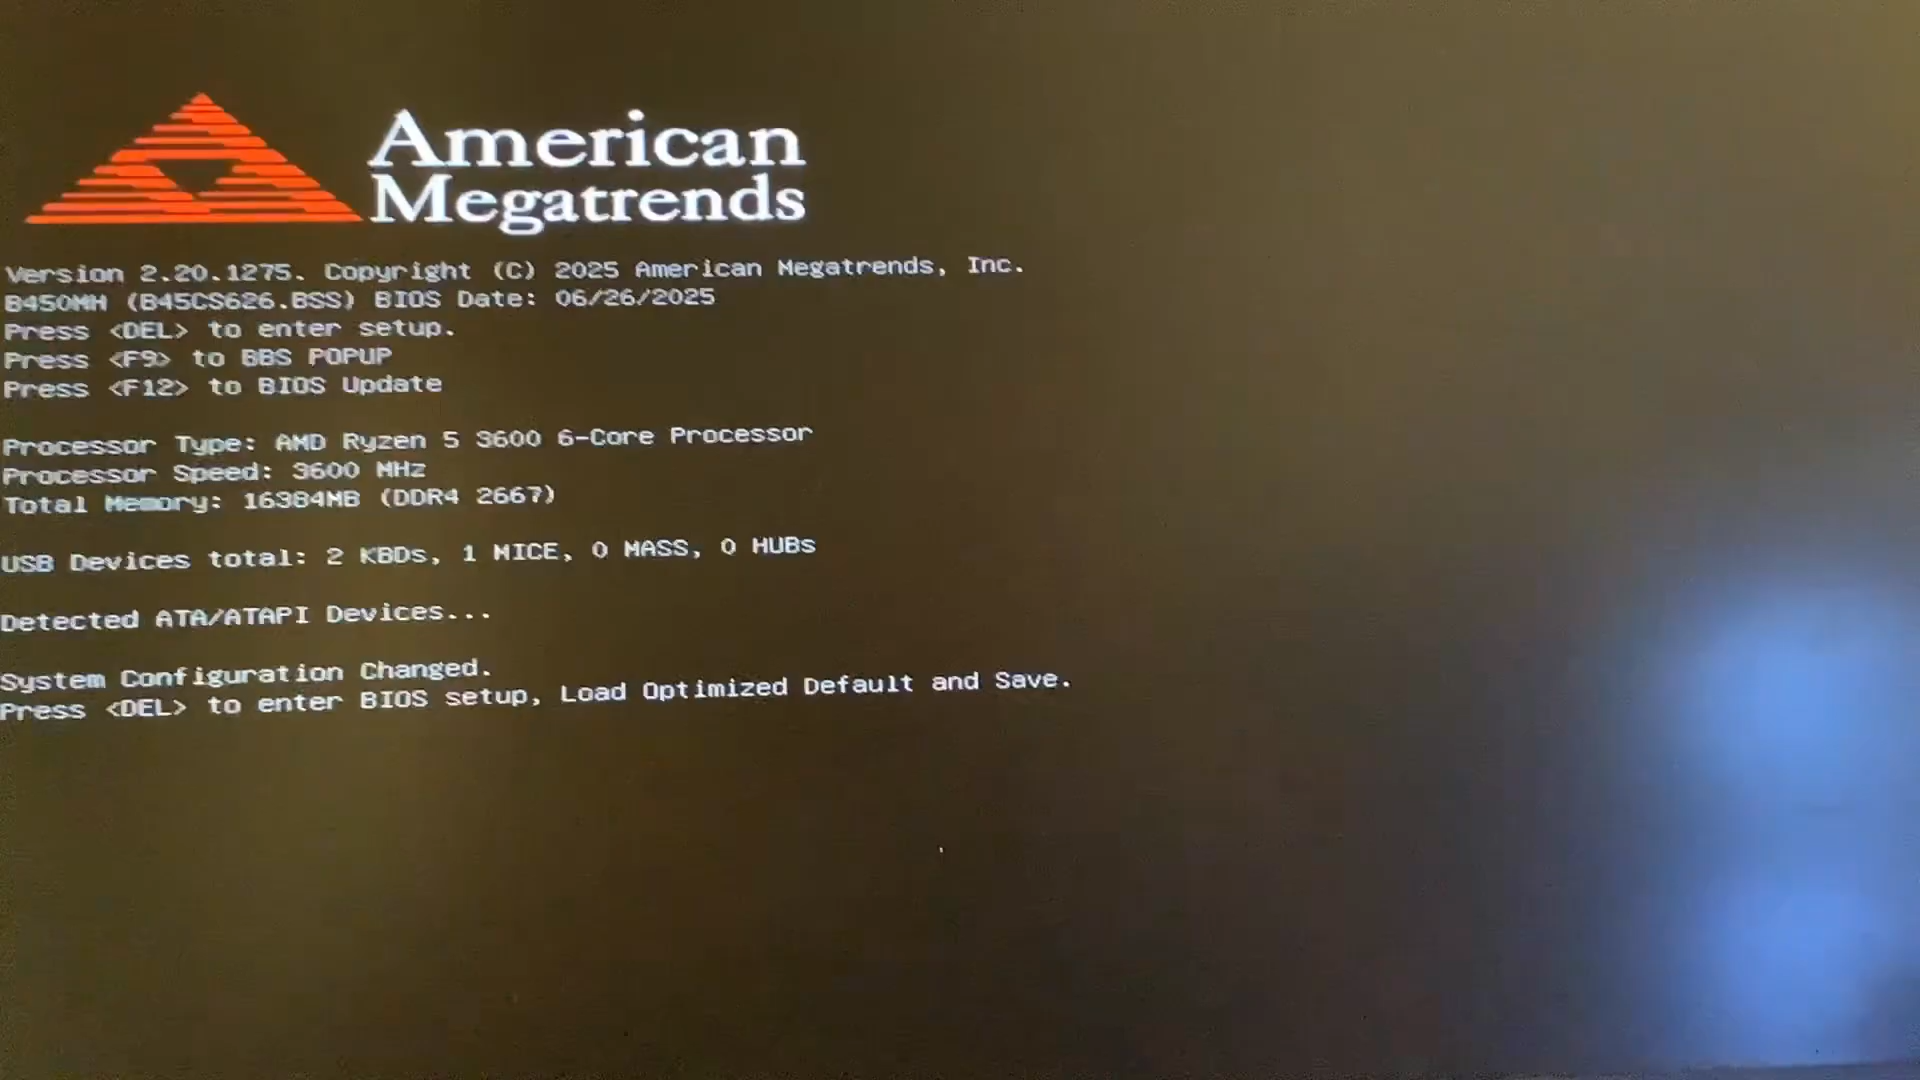 American
Megatrends
Version 2.20.1275. Copyright (C) 2025 American Megatrends, Inc.
B450MH (B45CS626.BSS) BIOS Date: 06/26/2025
Press <DEL> to enter setup.
Press <F9> to BBS POPUP
Press <F12> to BIOS Update
Processor Type: AMD Ryzen 5 3600 6-Core Processor
Processor Speed: 3600 MHz
Total Memory: 16384MB (DDR4 2667)
USB Devices total: 2 KBDs, 1 MICE, 0 MASS, 0 HUBs
Detected ATA/ATAPI Devices...
System Configuration Changed.
Press <DEL> to enter BIOS setup, Load Optimized Default and Save.